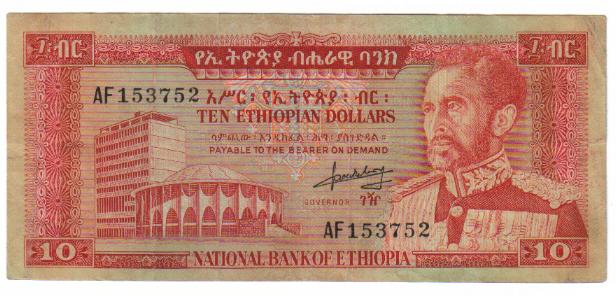 ፲ ብር
የኢትዮጵያ ብሔራዊ ባንክ
፲ ብር
AF 153752
አሥር፡ የኢትዮጵያ፡ ብር፡
TEN ETHIOPIAN DOLLARS
PAYABLE TO THE BEARER ON DEMAND
GOVERNOR ገዥ
AF 153752
10
NATIONAL BANK OF ETHIOPIA
10